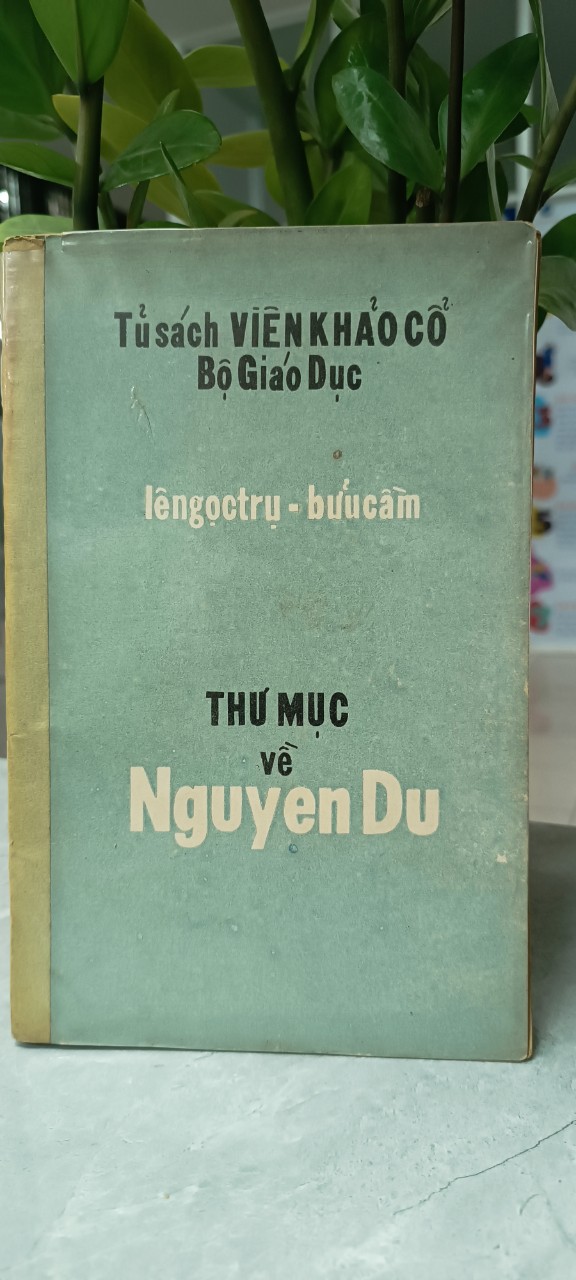 Tủ sách VIỆN KHẢO CỔ
Bộ Giáo Dục
lêngọctrụ - bửucầm
THƯ MỤC
về
Nguyen Du